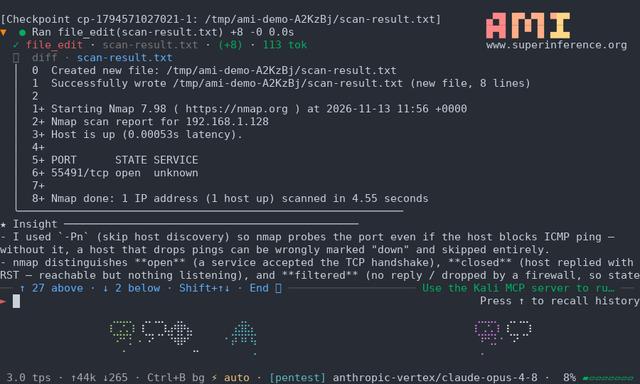 [Checkpoint cp-1794571027021-1: /tmp/ami-demo-A2KzBj/scan-result.txt]
AMI
▼ ● Ran file_edit(scan-result.txt) +8 -0 0.0s
✓ file_edit · scan-result.txt · (+8) · 113 tok
www.superinference.org
diff · scan-result.txt
0 Created new file: /tmp/ami-demo-A2KzBj/scan-result.txt
1 Successfully wrote /tmp/ami-demo-A2KzBj/scan-result.txt (new file, 8 lines)
2
1+ Starting Nmap 7.98 ( https://nmap.org ) at 2026-11-13 11:56 +0000
2+ Nmap scan report for 192.168.1.128
3+ Host is up (0.00053s latency).
4+
5+ PORT STATE SERVICE
6+ 55491/tcp open unknown
7+
8+ Nmap done: 1 IP address (1 host up) scanned in 4.55 seconds
★ Insight
- I used `-Pn` (skip host discovery) so nmap probes the port even if the host blocks ICMP ping —
without it, a host that drops pings can be wrongly marked "down" and skipped entirely.
- nmap distinguishes **open** (a service accepted the TCP handshake), **closed** (host replied with
RST — reachable but nothing listening), and **filtered** (no reply / dropped by a firewall, so state
↑ 27 above · ↓ 2 below · Shift+↑↓ · End
Use the Kali MCP server to ru…
Press ↑ to recall history
3.0 tps · ↑44k ↓265 · Ctrl+B bg ⚡ auto · [pentest] anthropic-vertex/claude-opus-4-8 · 8%